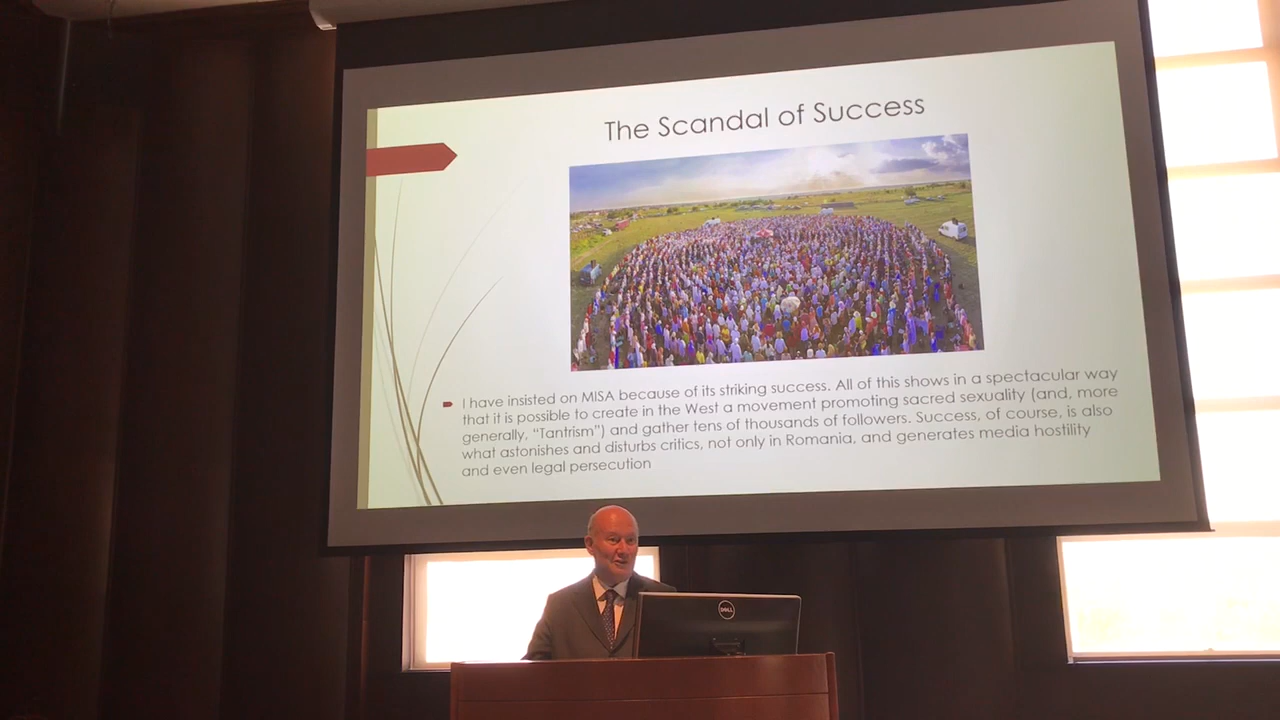 The Scandal of Success
I have insisted on MISA because of its striking success. All of this shows in a spectacular way
that it is possible to create in the West a movement promoting sacred sexuality (and, more
generally, “Tantrism”) and gather tens of thousands of followers. Success, of course, is also
what astonishes and disturbs critics, not only in Romania, and generates media hostility
and even legal persecution
DELL